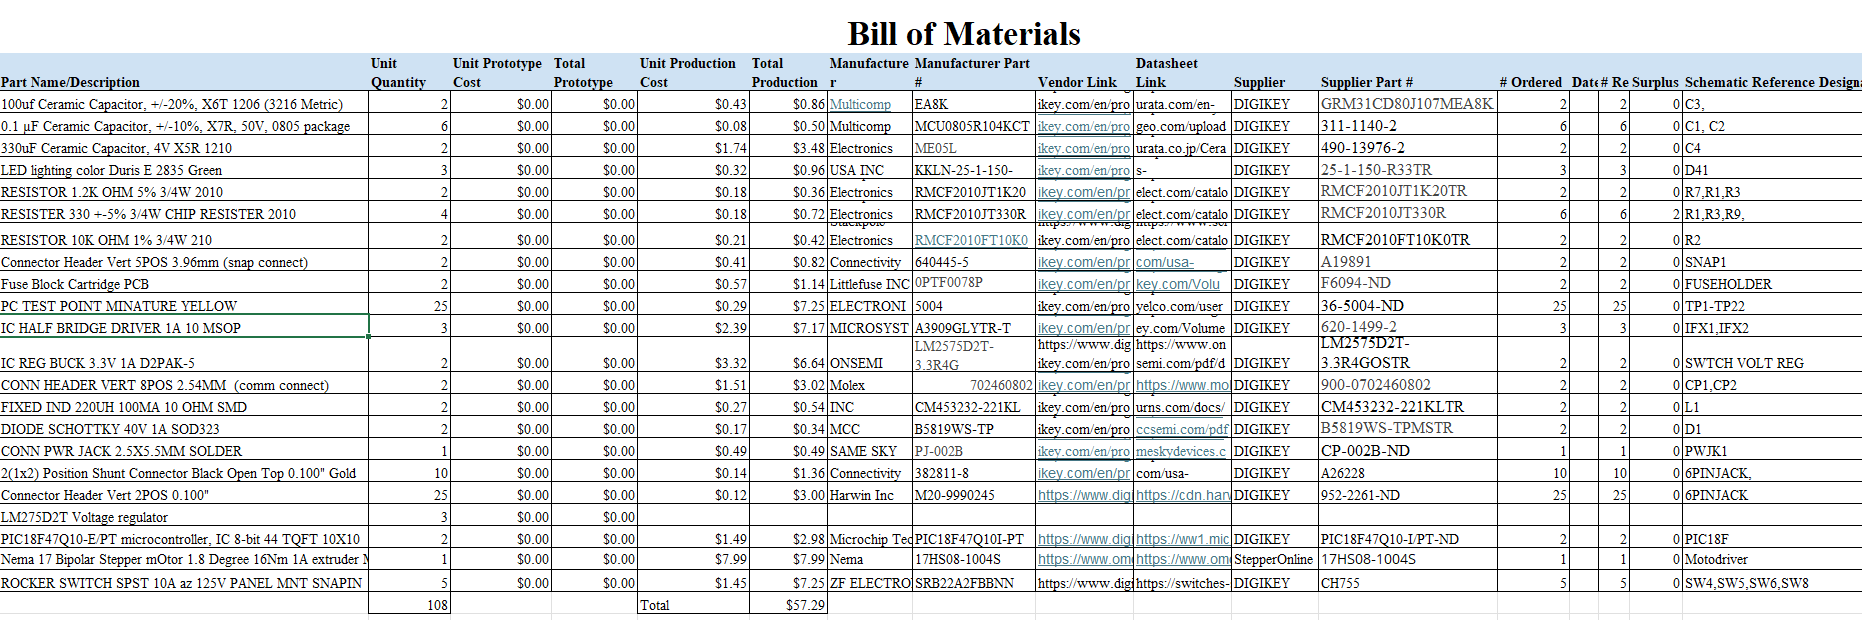 Bill of Materials
Part Name/Description Unit Quantity Unit Prototype Cost Total Prototype Unit Production Cost Total Production Manufacturer Manufacturer Part # Vendor Link Datasheet Link Supplier Supplier Part # # Ordered Date # Re Surplus Schematic Reference Designa
100uf Ceramic Capacitor, +/-20%, X6T 1206 (3216 Metric) 2 $0.00 $0.00 $0.43 $0.86 Multicomp EA8K ikey.com/en/pro urata.com/en- DIGIKEY GRM31CD80J107MEA8K 2 2 0 C3,
0.1 µF Ceramic Capacitor, +/-10%, X7R, 50V, 0805 package 6 $0.00 $0.00 $0.08 $0.50 Multicomp MCU0805R104KCT ikey.com/en/pro geo.com/upload DIGIKEY 311-1140-2 6 6 0 C1, C2
330uF Ceramic Capacitor, 4V X5R 1210 2 $0.00 $0.00 $1.74 $3.48 Electronics ME05L ikey.com/en/pro urata.co.jp/Cera DIGIKEY 490-13976-2 2 2 0 C4
LED lighting color Duris E 2835 Green 3 $0.00 $0.00 $0.32 $0.96 USA INC KKLN-25-1-150- ikey.com/en/pro s- DIGIKEY 25-1-150-R33TR 3 3 0 D41
RESISTOR 1.2K OHM 5% 3/4W 2010 2 $0.00 $0.00 $0.18 $0.36 Electronics RMCF2010JT1K20 ikey.com/en/pr elect.com/catalo DIGIKEY RMCF2010JT1K20TR 2 2 0 R7,R1,R3
RESISTER 330 +-5% 3/4W CHIP RESISTER 2010 4 $0.00 $0.00 $0.18 $0.72 Electronics RMCF2010JT330R ikey.com/en/pr elect.com/catalo DIGIKEY RMCF2010JT330R 6 6 2 R1,R3,R9,
RESISTOR 10K OHM 1% 3/4W 210 2 $0.00 $0.00 $0.21 $0.42 Electronics RMCF2010FT10K0 ikey.com/en/pro elect.com/catalo DIGIKEY RMCF2010FT10K0TR 2 2 0 R2
Connector Header Vert 5POS 3.96mm (snap connect) 2 $0.00 $0.00 $0.41 $0.82 Connectivity 640445-5 ikey.com/en/pr com/usa- DIGIKEY A19891 2 2 0 SNAP1
Fuse Block Cartridge PCB 2 $0.00 $0.00 $0.57 $1.14 Littlefuse INC 0PTF0078P ikey.com/en/pr key.com/Volu DIGIKEY F6094-ND 2 2 0 FUSEHOLDER
PC TEST POINT MINATURE YELLOW 25 $0.00 $0.00 $0.29 $7.25 ELECTRONI 5004 ikey.com/en/pro yelco.com/user DIGIKEY 36-5004-ND 25 25 0 TP1-TP22
IC HALF BRIDGE DRIVER 1A 10 MSOP 3 $0.00 $0.00 $2.39 $7.17 MICROSYST A3909GLYTR-T ikey.com/en/pr ey.com/Volume DIGIKEY 620-1499-2 3 3 0 IFX1,IFX2
IC REG BUCK 3.3V 1A D2PAK-5 2 $0.00 $0.00 $3.32 $6.64 ONSEMI LM2575D2T-3.3R4G https://www.digikey.com/en/pro https://www.onsemi.com/pdf/d DIGIKEY LM2575D2T-3.3R4GOSTR 2 2 0 SWTCH VOLT REG
CONN HEADER VERT 8POS 2.54MM (comm connect) 2 $0.00 $0.00 $1.51 $3.02 Molex 702460802 ikey.com/en/pr https://www.mol DIGIKEY 900-0702460802 2 2 0 CP1,CP2
FIXED IND 220UH 100MA 10 OHM SMD 2 $0.00 $0.00 $0.27 $0.54 INC CM453232-221KL ikey.com/en/pro urns.com/docs/ DIGIKEY CM453232-221KLTR 2 2 0 L1
DIODE SCHOTTKY 40V 1A SOD323 2 $0.00 $0.00 $0.17 $0.34 MCC B5819WS-TP ikey.com/en/pro ccsemi.com/pdf DIGIKEY B5819WS-TPMSTR 2 2 0 D1
CONN PWR JACK 2.5X5.5MM SOLDER 1 $0.00 $0.00 $0.49 $0.49 SAME SKY PJ-002B ikey.com/en/pro meskydevices.c DIGIKEY CP-002B-ND 1 1 0 PWJK1
2(1x2) Position Shunt Connector Black Open Top 0.100" Gold 10 $0.00 $0.00 $0.14 $1.36 Connectivity 382811-8 ikey.com/en/pr com/usa- DIGIKEY A26228 10 10 0 6PINJACK,
Connector Header Vert 2POS 0.100" 25 $0.00 $0.00 $0.12 $3.00 Harwin Inc M20-9990245 https://www.digi https://cdn.harw DIGIKEY 952-2261-ND 25 25 0 6PINJACK
LM275D2T Voltage regulator 3 $0.00 $0.00
PIC18F47Q10-E/PT microcontroller, IC 8-bit 44 TQFT 10X10 2 $0.00 $0.00 $1.49 $2.98 Microchip Tec PIC18F47Q10I-PT https://www.digi https://ww1.mic DIGIKEY PIC18F47Q10-I/PT-ND 2 2 0 PIC18F
Nema 17 Bipolar Stepper mOtor 1.8 Degree 16Nm 1A extruder M 1 $0.00 $0.00 $7.99 $7.99 Nema 17HS08-1004S https://www.om https://www.om StepperOnline 17HS08-1004S 1 1 0 Motodriver
ROCKER SWITCH SPST 10A az 125V PANEL MNT SNAPIN 5 $0.00 $0.00 $1.45 $7.25 ZF ELECTRO SRB22A2FBBNN https://www.digi https://switches- DIGIKEY CH755 5 5 0 SW4,SW5,SW6,SW8
108 Total $57.29